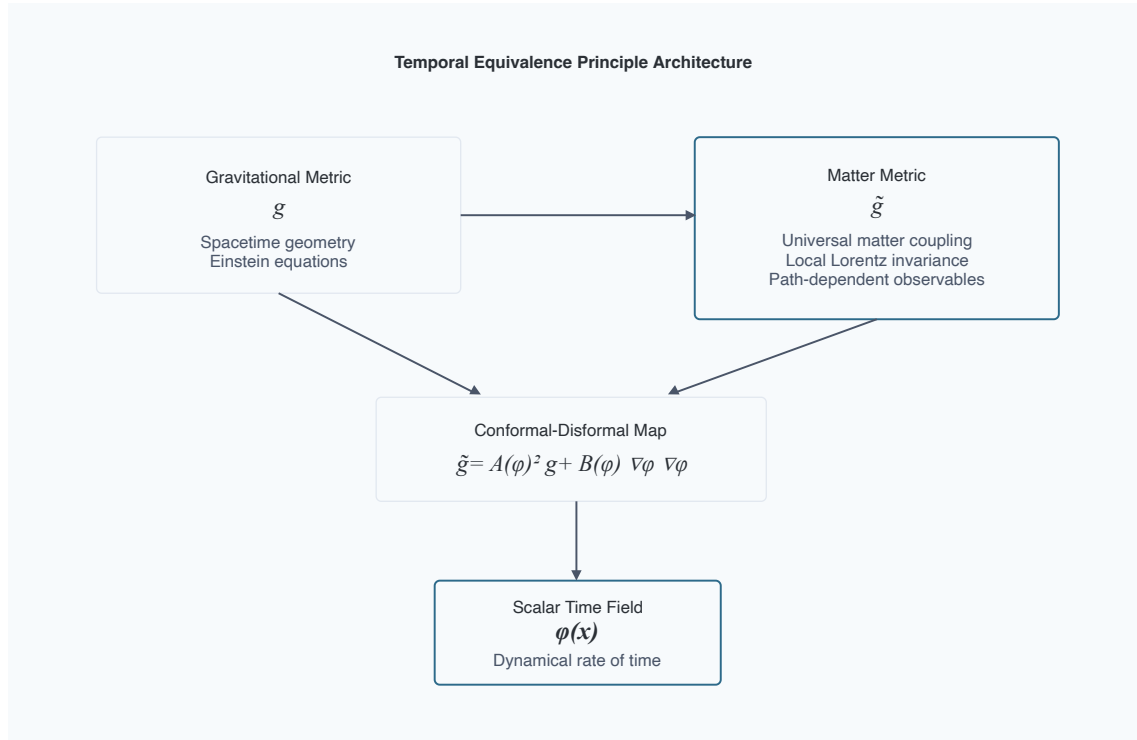 Temporal Equivalence Principle Architecture
Gravitational Metric
g
Spacetime geometry
Einstein equations
Matter Metric
g̃
Universal matter coupling
Local Lorentz invariance
Path-dependent observables
Conformal-Disformal Map
g̃= A(φ)² g+ B(φ) ∇φ ∇φ
Scalar Time Field
φ(x)
Dynamical rate of time